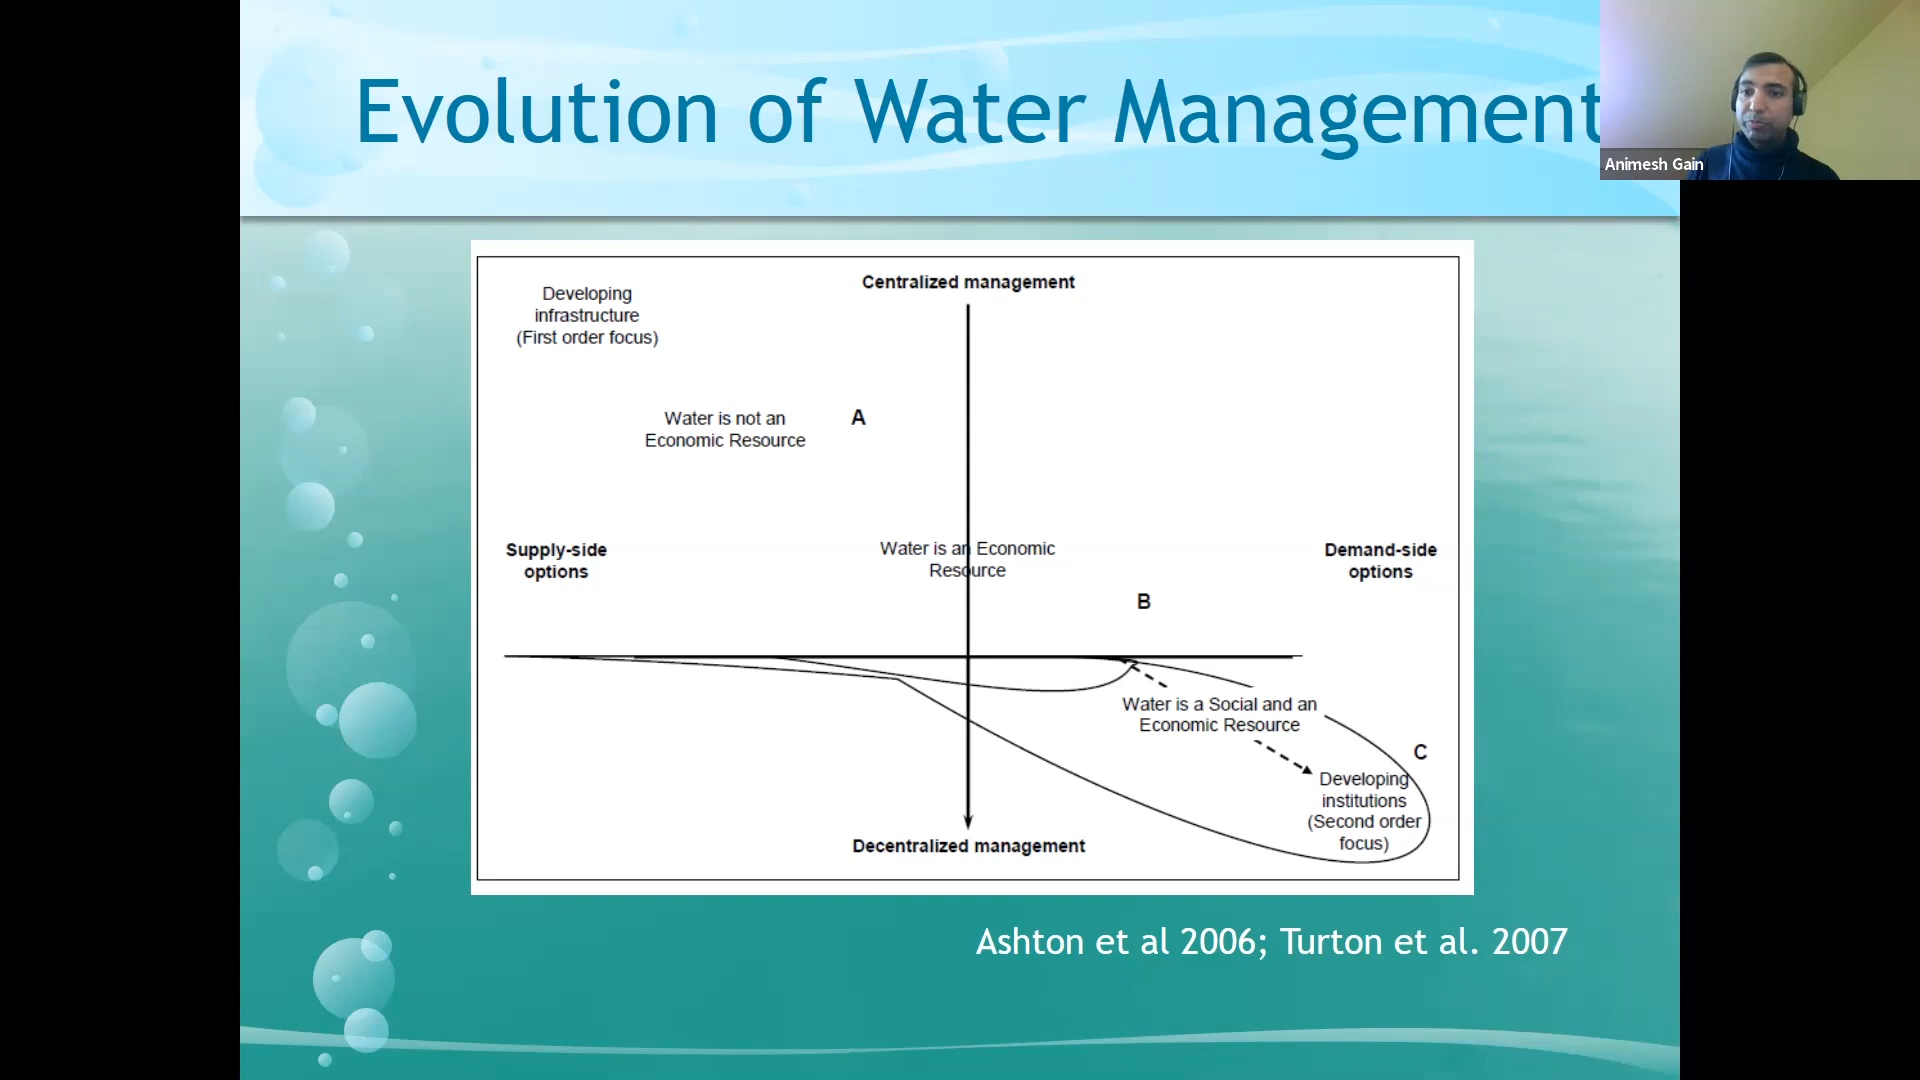 Evolution of Water Management
Animesh Gain
Centralized management
Developing
infrastructure
(First order focus)
Water is not an
Economic Resource
A
Supply-side
options
Water is an Economic
Resource
Demand-side
options
B
Water is a Social and an
Economic Resource
C
Developing
institutions
(Second order
focus)
Decentralized management
Ashton et al 2006; Turton et al. 2007